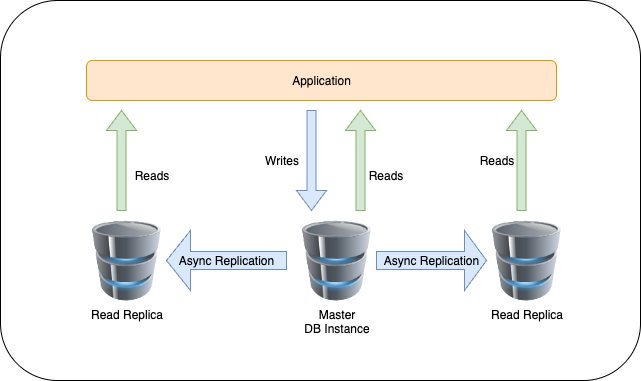 Application
Reads
Writes
Reads
Reads
Async Replication
Async Replication
Read Replica
Master
DB Instance
Read Replica